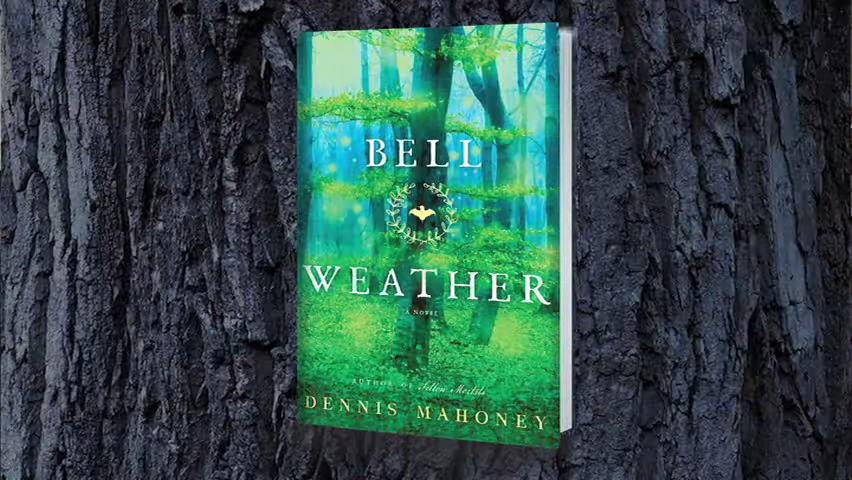 BELL
WEATHER
A NOVEL
AUTHOR OF Fellow Mortals
DENNIS MAHONEY